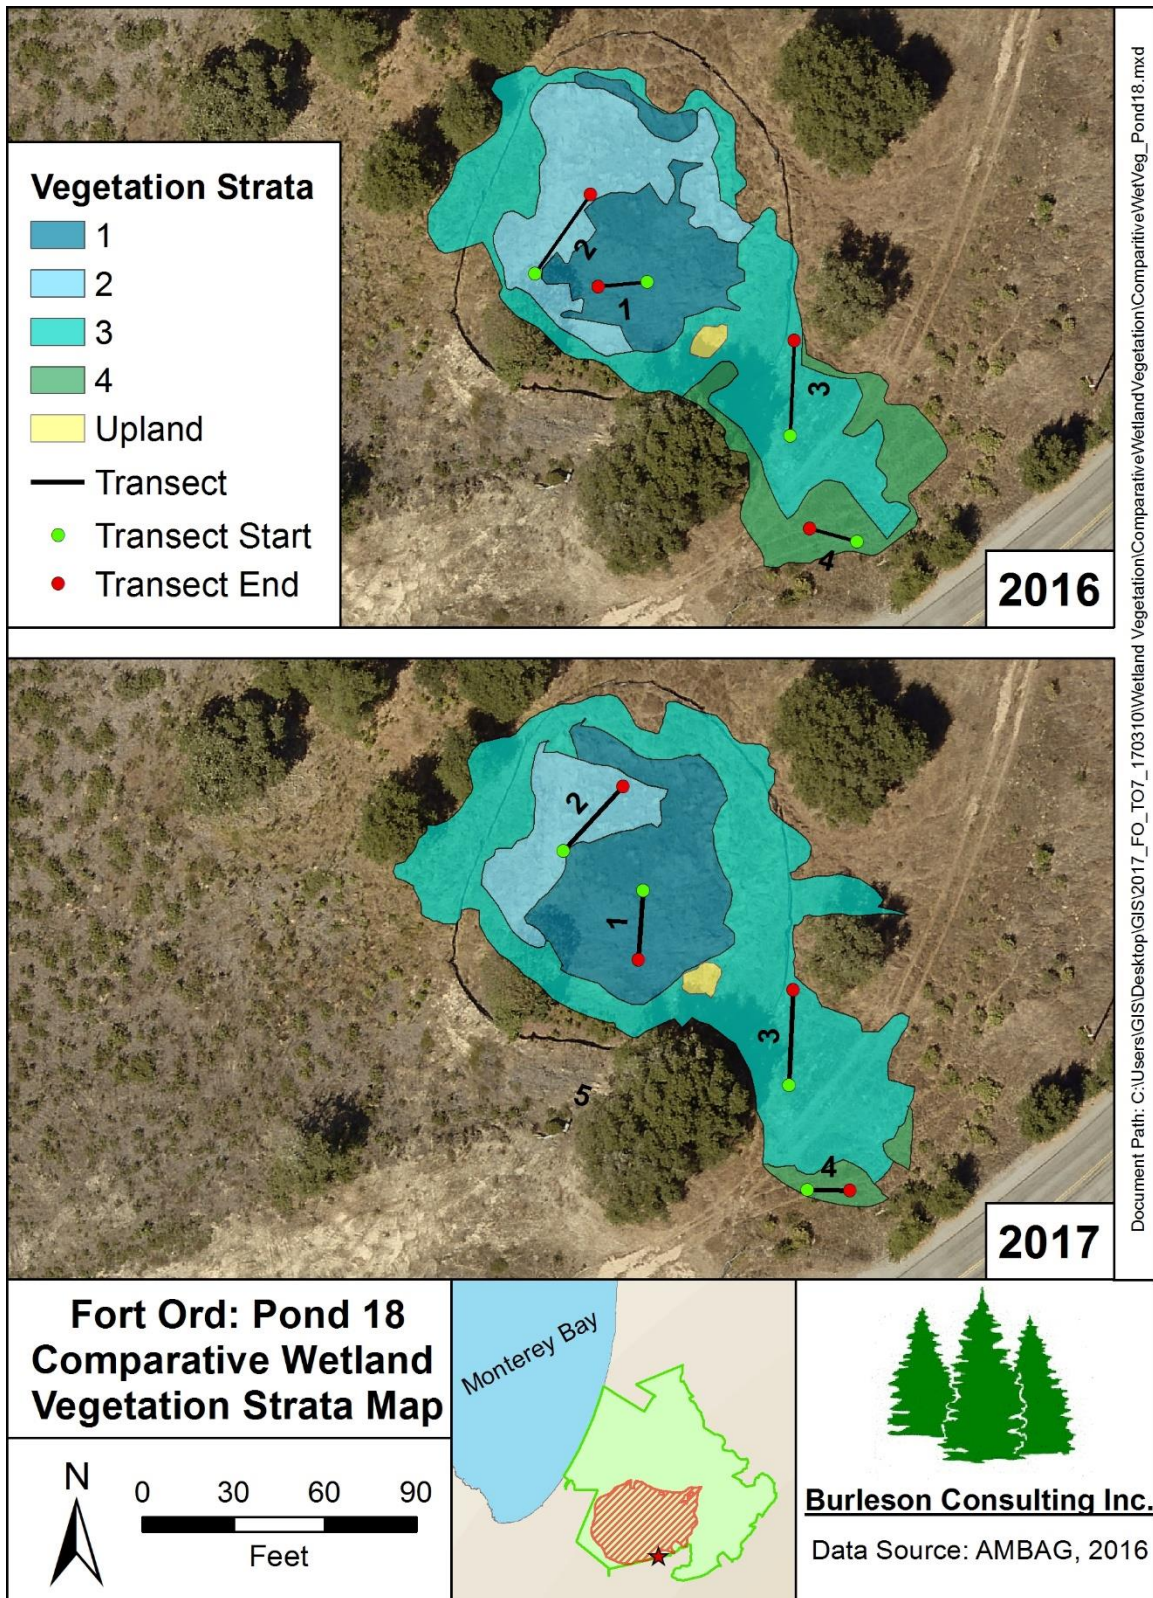 Vegetation Strata
1
2
3
4
Upland
Transect
Transect Start
Transect End
2
1
3
4
2016
2
1
3
4
5
2017
Document Path: C:\Users\GIS\Desktop\GIS\2017_FO_TO7_170310\Wetland Vegetation\ComparativeWetlandVegetation\ComparitiveWetVeg_Pond18.mxd
Fort Ord: Pond 18
Comparative Wetland
Vegetation Strata Map
N
0 30 60 90
Feet
Monterey Bay
Burleson Consulting Inc.
Data Source: AMBAG, 2016